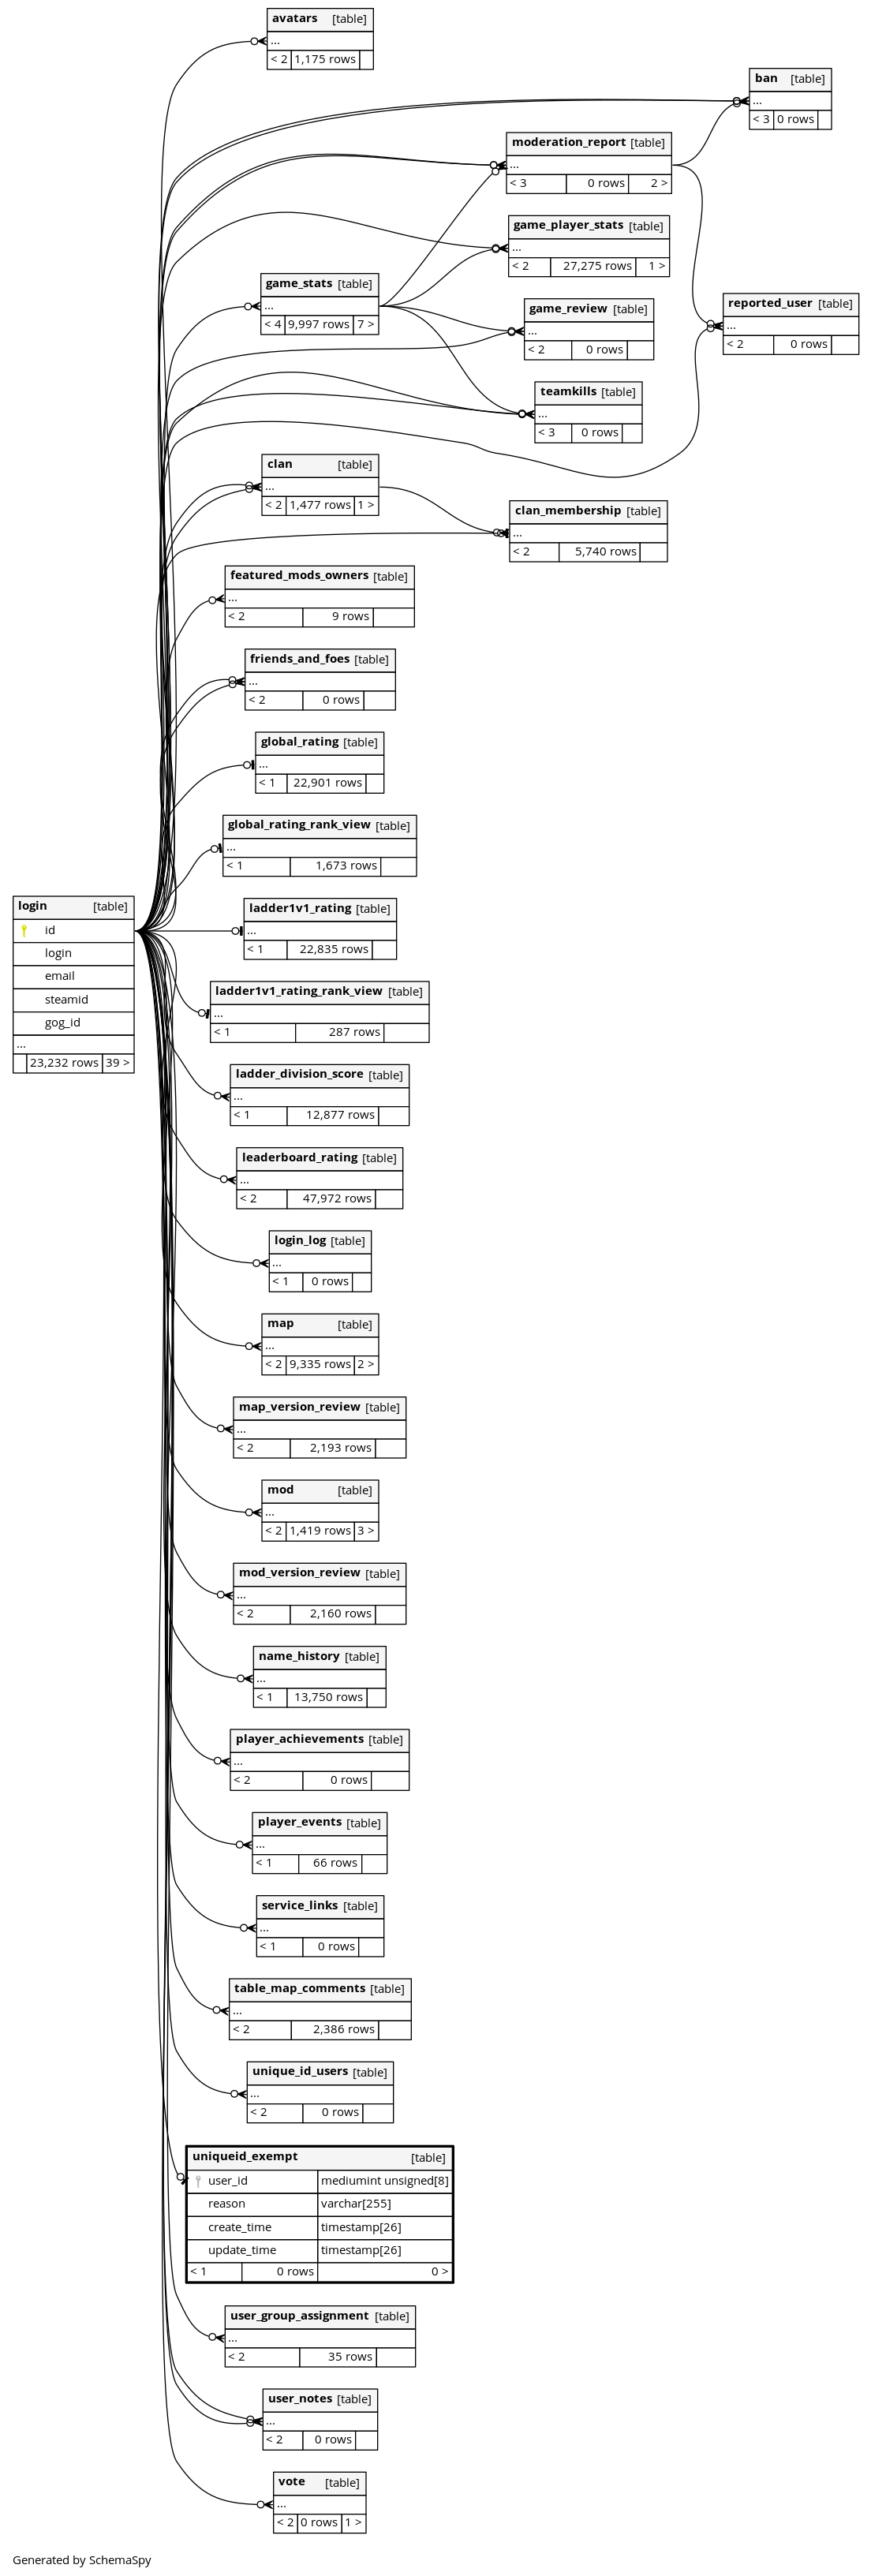 avatars [table]
...
< 2 1,175 rows
ban [table]
...
< 3 0 rows
moderation_report [table]
...
< 3 0 rows 2 >
game_player_stats [table]
...
< 2 27,275 rows 1 >
game_stats [table]
...
< 4 9,997 rows 7 >
reported_user [table]
...
< 2 0 rows
game_review [table]
...
< 2 0 rows
teamkills [table]
...
< 3 0 rows
clan [table]
...
< 2 1,477 rows 1 >
clan_membership [table]
...
< 2 5,740 rows
featured_mods_owners [table]
...
< 2 9 rows
friends_and_foes [table]
...
< 2 0 rows
global_rating [table]
...
< 1 22,901 rows
global_rating_rank_view [table]
...
< 1 1,673 rows
login [table]
id
login
email
steamid
gog_id
...
23,232 rows 39 >
ladder1v1_rating [table]
...
< 1 22,835 rows
ladder1v1_rating_rank_view [table]
...
< 1 287 rows
ladder_division_score [table]
...
< 1 12,877 rows
leaderboard_rating [table]
...
< 2 47,972 rows
login_log [table]
...
< 1 0 rows
map [table]
...
< 2 9,335 rows 2 >
map_version_review [table]
...
< 2 2,193 rows
mod [table]
...
< 2 1,419 rows 3 >
mod_version_review [table]
...
< 2 2,160 rows
name_history [table]
...
< 1 13,750 rows
player_achievements [table]
...
< 2 0 rows
player_events [table]
...
< 1 66 rows
service_links [table]
...
< 1 0 rows
table_map_comments [table]
...
< 2 2,386 rows
unique_id_users [table]
...
< 2 0 rows
uniqueid_exempt [table]
user_id mediumint unsigned[8]
reason varchar[255]
create_time timestamp[26]
update_time timestamp[26]
< 1 0 rows 0 >
user_group_assignment [table]
...
< 2 35 rows
user_notes [table]
...
< 2 0 rows
vote [table]
...
< 2 0 rows 1 >
Generated by SchemaSpy